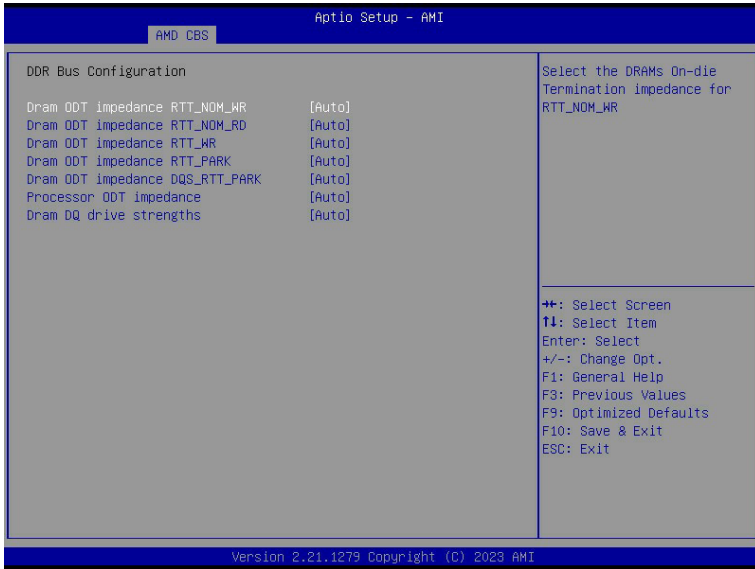 Aptio Setup – AMI
AMD CBS
DDR Bus Configuration
Dram ODT impedance RTT_NOM_WR [Auto]
Dram ODT impedance RTT_NOM_RD [Auto]
Dram ODT impedance RTT_WR [Auto]
Dram ODT impedance RTT_PARK [Auto]
Dram ODT impedance DQS_RTT_PARK [Auto]
Processor ODT impedance [Auto]
Dram DQ drive strengths [Auto]
Select the DRAMs On-die
Termination impedance for
RTT_NOM_WR
→←: Select Screen
↑↓: Select Item
Enter: Select
+/-: Change Opt.
F1: General Help
F3: Previous Values
F9: Optimized Defaults
F10: Save & Exit
ESC: Exit
Version 2.21.1279 Copyright (C) 2023 AMI